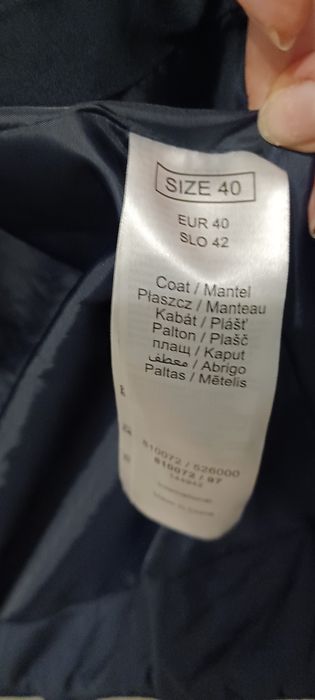 SIZE 40
EUR 40
SLO 42
Coat / Mantel
Płaszcz / Manteau
Kabát / Plášť
Palton / Plašč
плащ / Kaput
معطف / Abrigo
Paltas / Mētelis
810072 / 526000
810072 / 97
International